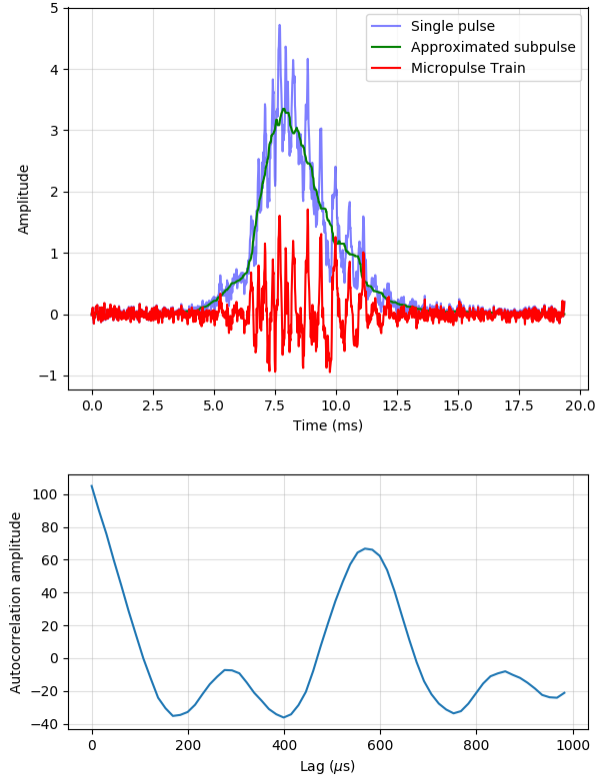 5
4
3
2
1
0
−1
Amplitude
Single pulse
Approximated subpulse
Micropulse Train
0.0 2.5 5.0 7.5 10.0 12.5 15.0 17.5 20.0
Time (ms)
100
80
60
40
20
0
−20
−40
Autocorrelation amplitude
0 200 400 600 800 1000
Lag (μs)